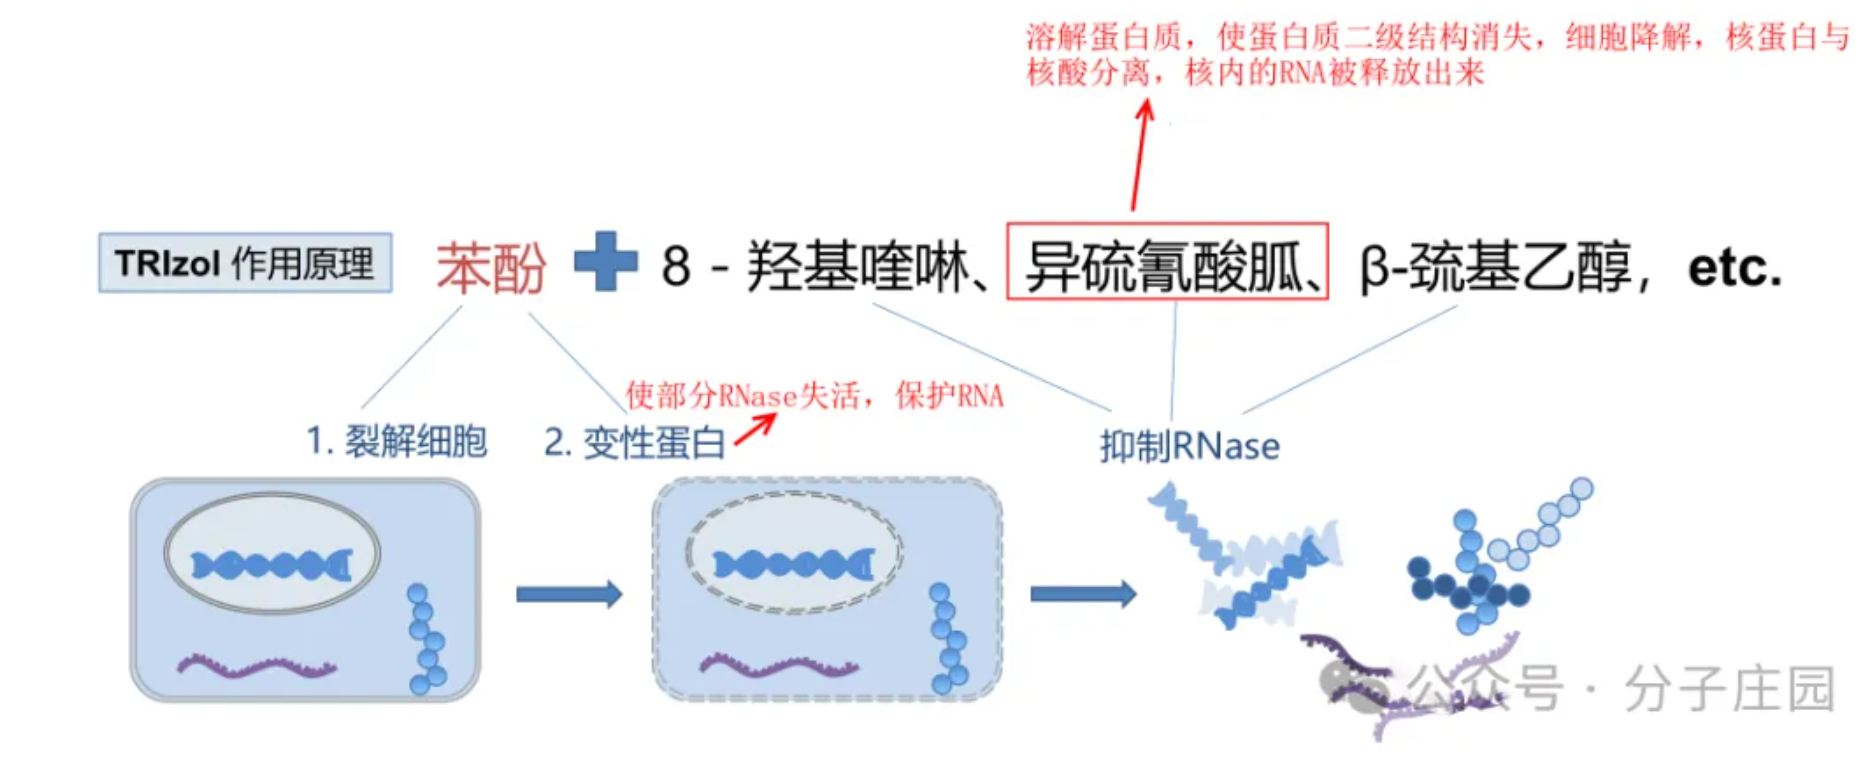 溶解蛋白质，使蛋白质二级结构消失，细胞降解，核蛋白与
核酸分离，核内的RNA被释放出来
TRIzol 作用原理 苯酚 + 8 - 羟基喹啉、异硫氰酸胍、β-巯基乙醇，etc.
使部分RNase失活，保护RNA
1. 裂解细胞 2. 变性蛋白 抑制RNase
公众号 · 分子庄园